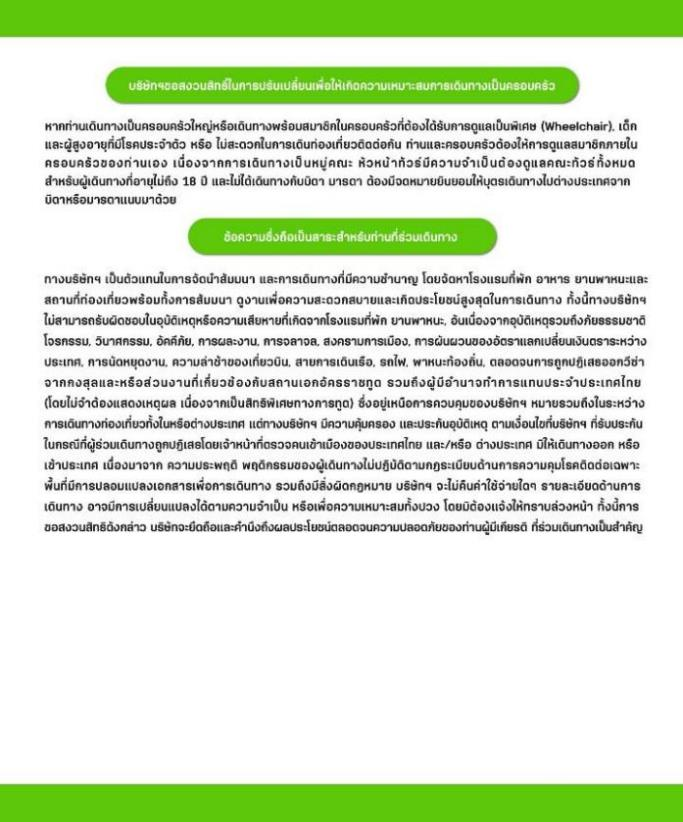 บริษัทฯขอสงวนสิทธิ์ในการปรับเปลี่ยนเพื่อให้เกิดความเหมาะสมการเดินทางเป็นครอบครัว
หากท่านเดินทางเป็นครอบครัวใหญ่หรือเดินทางพร้อมสมาชิกในครอบครัวที่ต้องได้รับการดูแลเป็นพิเศษ (Wheelchair), เด็ก
และผู้สูงอายุที่มีโรคประจำตัว หรือ ไม่สะดวกในการเดินท่องเที่ยวติดต่อกัน ท่านและครอบครัวต้องให้การดูแลสมาชิกภายใน
ครอบครัวของท่านเอง เนื่องจากการเดินทางเป็นหมู่คณะ หัวหน้าทัวร์มีความจำเป็นต้องดูแลคณะทัวร์ทั้งหมด
สำหรับผู้เดินทางที่อายุไม่ถึง 18 ปี และไม่ได้เดินทางกับบิดา มารดา ต้องมีจดหมายยินยอมให้บุตรเดินทางไปต่างประเทศจาก
บิดาหรือมารดาแนบมาด้วย
ข้อความซึ่งถือเป็นสาระสำหรับท่านที่ร่วมเดินทาง
ทางบริษัทฯ เป็นตัวแทนในการจัดนำสัมมนา และการเดินทางที่มีความชำนาญ โดยจัดหาโรงแรมที่พัก อาหาร ยานพาหนะและ
สถานที่ท่องเที่ยวพร้อมทั้งการสัมมนา ดูงานเพื่อความสะดวกสบายและเกิดประโยชน์สูงสุดในการเดินทาง ทั้งนี้ทางบริษัทฯ
ไม่สามารถรับผิดชอบในอุบัติเหตุหรือความเสียหายที่เกิดจากโรงแรมที่พัก ยานพาหนะ, อันเนื่องจากอุบัติเหตุรวมถึงภัยธรรมชาติ
โจรกรรม, วินาศกรรม, อัคคีภัย, การผละงาน, การจลาจล, สงครามการเมือง, การผันผวนของอัตราแลกเปลี่ยนเงินตราระหว่าง
ประเทศ, การนัดหยุดงาน, ความล่าช้าของเที่ยวบิน, สายการเดินเรือ, รถไฟ, พาหนะท้องถิ่น, ตลอดจนการถูกปฏิเสธออกวีซ่า
จากกงสุลและหรือส่วนงานที่เกี่ยวข้องกับสถานเอกอัครราชทูต รวมถึงผู้มีอำนาจทำการแทนประจำประเทศไทย
(โดยไม่จำต้องแสดงเหตุผล เนื่องจากเป็นสิทธิพิเศษทางการทูต) ซึ่งอยู่เหนือการควบคุมของบริษัทฯ หมายรวมถึงในระหว่าง
การเดินทางท่องเที่ยวทั้งในหรือต่างประเทศ แต่ทางบริษัทฯ มีความคุ้มครอง และประกันอุบัติเหตุ ตามเงื่อนไขที่บริษัทฯ ที่รับประกัน
ในกรณีที่ผู้ร่วมเดินทางถูกปฏิเสธโดยเจ้าหน้าที่ตรวจคนเข้าเมืองของประเทศไทย และ/หรือ ต่างประเทศ มิให้เดินทางออก หรือ
เข้าประเทศ เนื่องมาจาก ความประพฤติ พฤติกรรมของผู้เดินทางไม่ปฏิบัติตามกฎระเบียบด้านการควบคุมโรคติดต่อเฉพาะ
พื้นที่มีการปลอมแปลงเอกสารเพื่อการเดินทาง รวมถึงมีสิ่งผิดกฎหมาย บริษัทฯ จะไม่คืนค่าใช้จ่ายใดๆ รายละเอียดด้านการ
เดินทาง อาจมีการเปลี่ยนแปลงได้ตามความจำเป็น หรือเพื่อความเหมาะสมทั้งปวง โดยมิต้องแจ้งให้ทราบล่วงหน้า ทั้งนี้การ
ขอสงวนสิทธิดังกล่าว บริษัทจะยึดถือและคำนึงถึงผลประโยชน์ตลอดจนความปลอดภัยของท่านผู้มีเกียรติ ที่ร่วมเดินทางเป็นสำคัญ